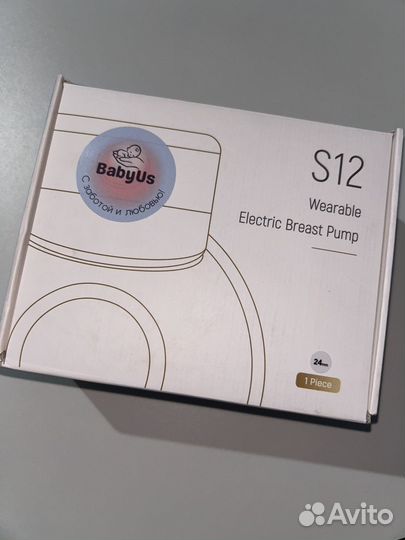 BabyUs
С заботой и любовью!
S12
Wearable
Electric Breast Pump
24mm
1 Piece
Avito